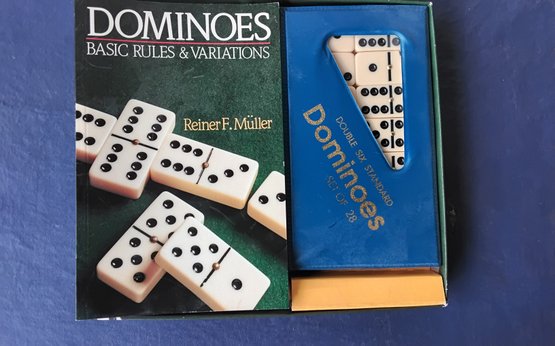 DOMINOES
BASIC RULES & VARIATIONS
Reiner F. Müller
DOUBLE SIX STANDARD
Dominoes
SET OF 28